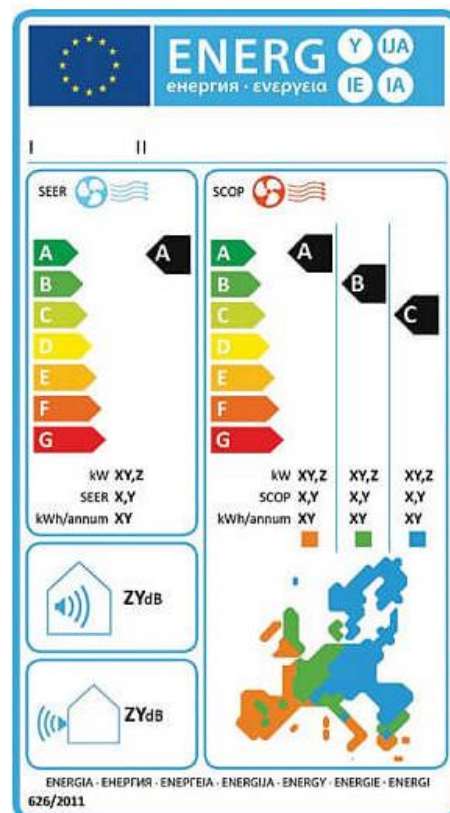 ENERG Y IJA
енергия · ενεργεια IE IA
I II
SEER
A A
B
C
D
E
F
G
kW XY,Z
SEER X,Y
kWh/annum XY
SCOP
A A
B B
C C
D
E
F
G
kW XY,Z XY,Z XY,Z
SCOP X,Y X,Y X,Y
kWh/annum XY XY XY
ZYdB
ZYdB
ENERGIA · ЕНЕРГИЯ · ΕΝΕΡΓΕΙΑ · ENERGIJA · ENERGY · ENERGIE · ENERGI
626/2011